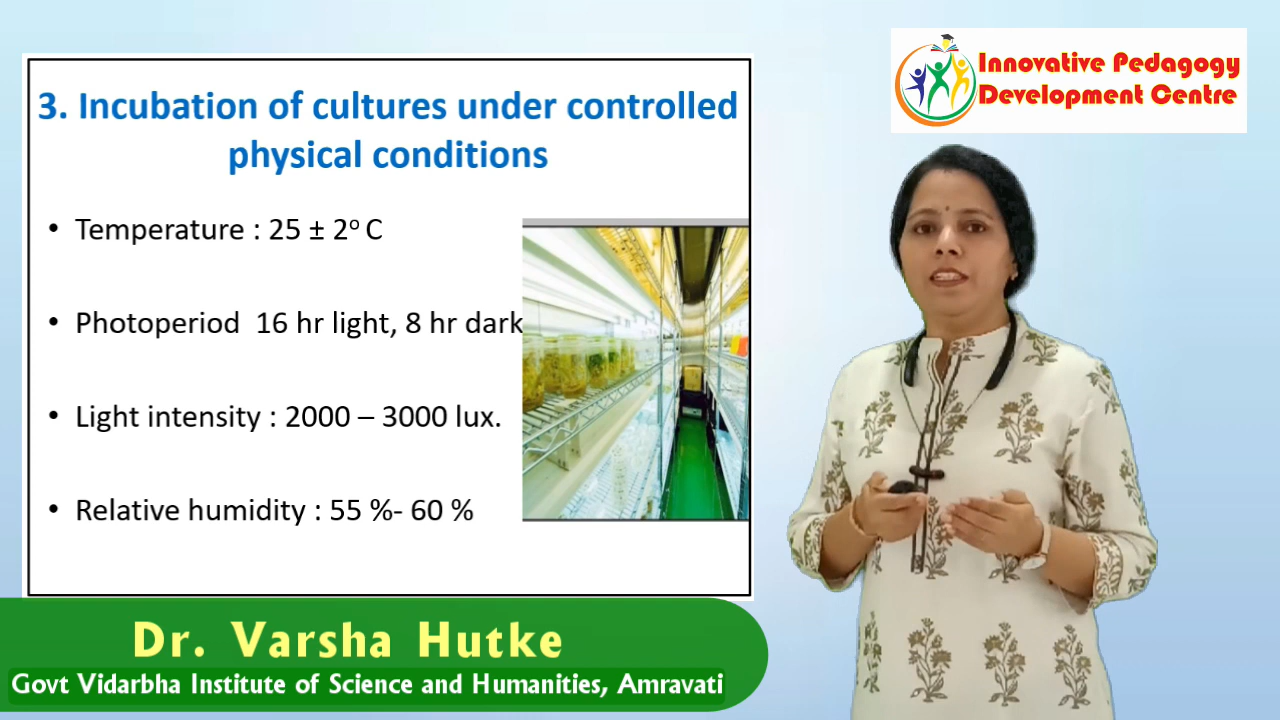 3. Incubation of cultures under controlled
physical conditions
• Temperature : 25 ± 2º C
• Photoperiod 16 hr light, 8 hr dark
• Light intensity : 2000 – 3000 lux.
• Relative humidity : 55 %- 60 %
Innovative Pedagogy
Development Centre
Dr. Varsha Hutke
Govt Vidarbha Institute of Science and Humanities, Amravati